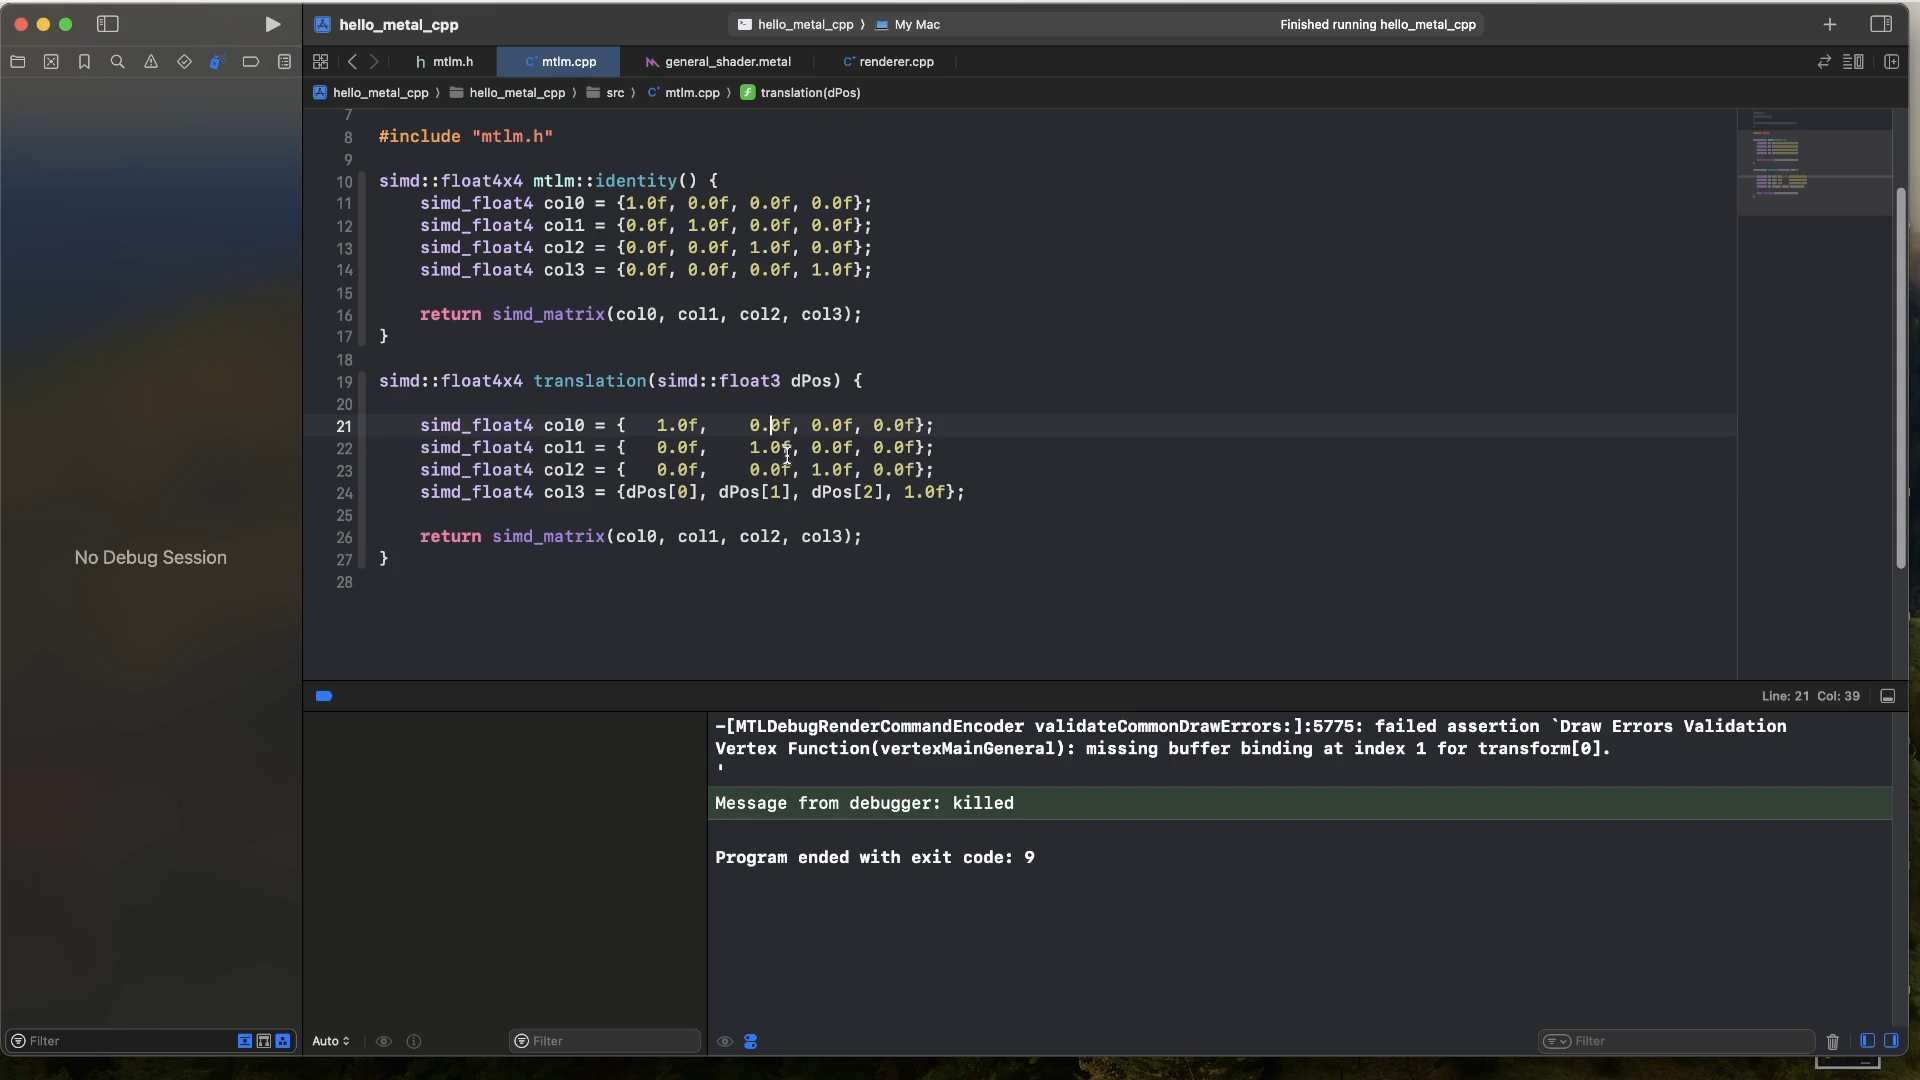 hello_metal_cpp
hello_metal_cpp 〉 My Mac
Finished running hello_metal_cpp
h mtlm.h
mtlm.cpp
general_shader.metal
renderer.cpp
hello_metal_cpp 〉 hello_metal_cpp 〉 src 〉 mtlm.cpp 〉 f translation(dPos)
7
8 #include "mtlm.h"
9
10 simd::float4x4 mtlm::identity() {
11 simd_float4 col0 = {1.0f, 0.0f, 0.0f, 0.0f};
12 simd_float4 col1 = {0.0f, 1.0f, 0.0f, 0.0f};
13 simd_float4 col2 = {0.0f, 0.0f, 1.0f, 0.0f};
14 simd_float4 col3 = {0.0f, 0.0f, 0.0f, 1.0f};
15
16 return simd_matrix(col0, col1, col2, col3);
17 }
18
19 simd::float4x4 translation(simd::float3 dPos) {
20
21 simd_float4 col0 = {   1.0f,    0.0f, 0.0f, 0.0f};
22 simd_float4 col1 = {   0.0f,    1.0f, 0.0f, 0.0f};
23 simd_float4 col2 = {   0.0f,    0.0f, 1.0f, 0.0f};
24 simd_float4 col3 = {dPos[0], dPos[1], dPos[2], 1.0f};
25
26 return simd_matrix(col0, col1, col2, col3);
27 }
28
No Debug Session
Line: 21 Col: 39
-[MTLDebugRenderCommandEncoder validateCommonDrawErrors:]:5775: failed assertion `Draw Errors Validation
Vertex Function(vertexMainGeneral): missing buffer binding at index 1 for transform[0].
'
Message from debugger: killed
Program ended with exit code: 9
Filter
Auto
Filter
Filter